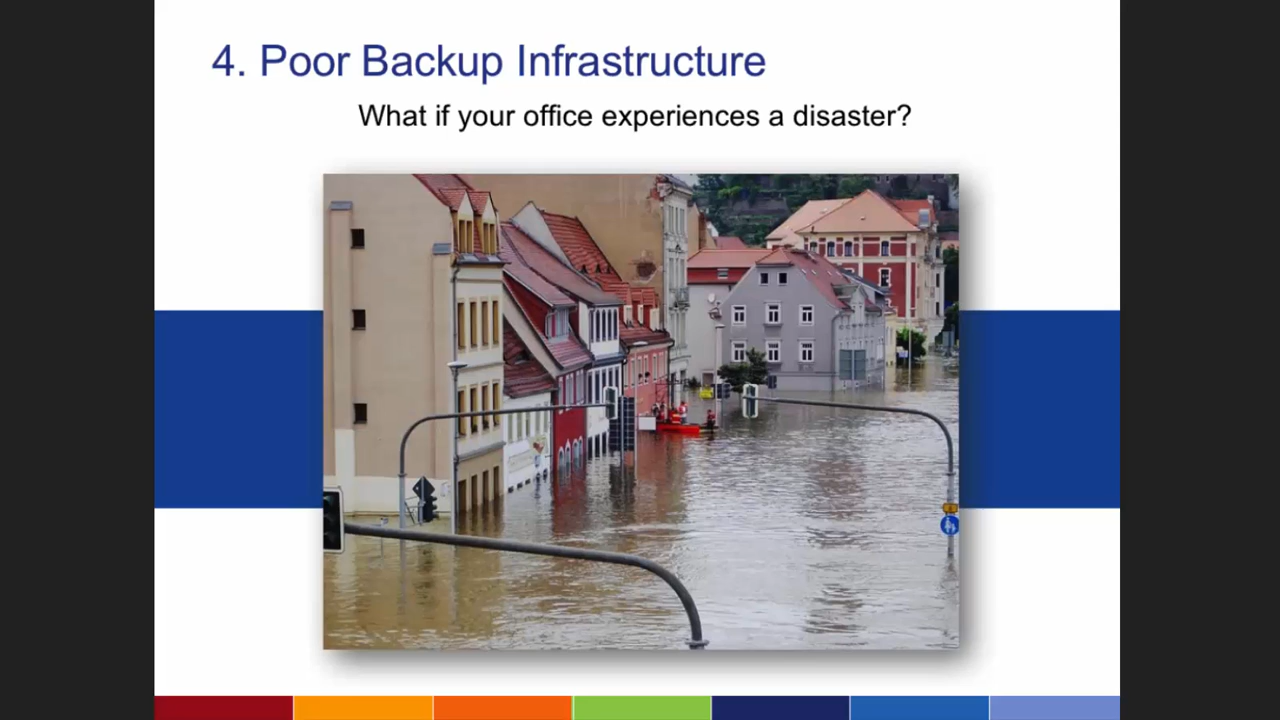 4. Poor Backup Infrastructure
What if your office experiences a disaster?